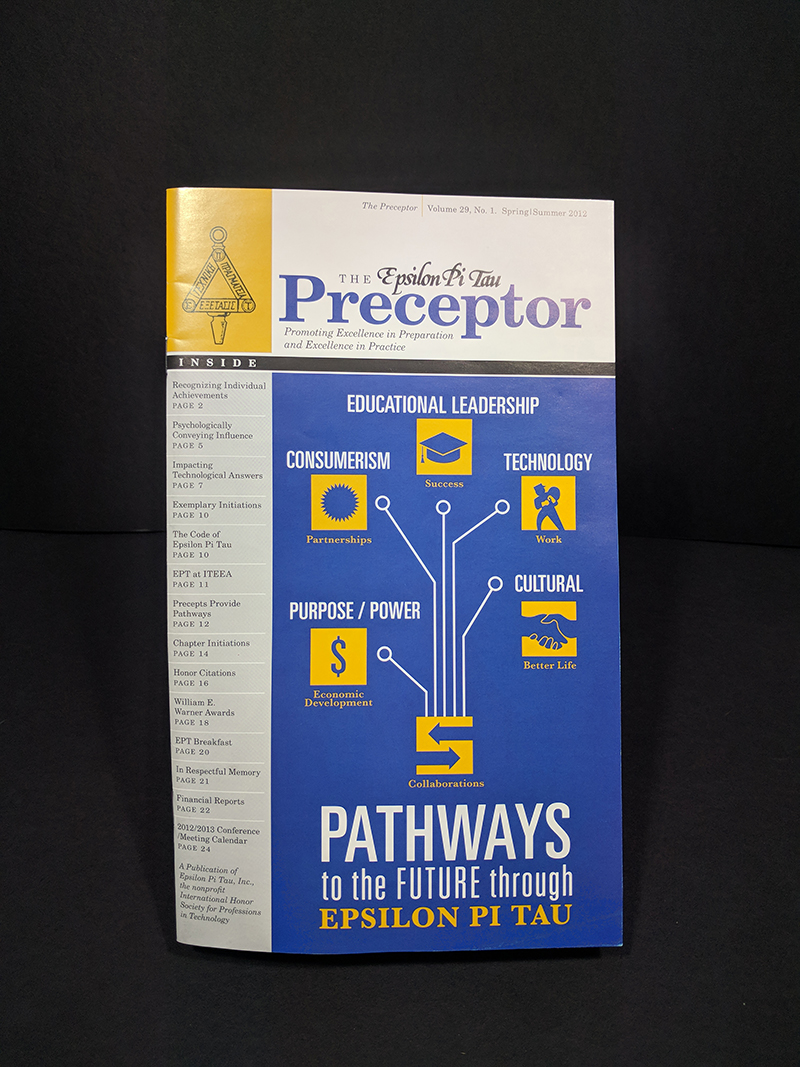 The Preceptor | Volume 29, No. 1. Spring|Summer 2012
THE Epsilon Pi Tau
Preceptor
Promoting Excellence in Preparation
and Excellence in Practice
ΤΕΧΝΙΚΗ
ΠΡΑΓΜΑΤΕΙΑ
ΕΞΕΤΑΣΙΣ
Π
Ε
Τ
INSIDE
Recognizing Individual
Achievements
PAGE 2
Psychologically
Conveying Influence
PAGE 5
Impacting
Technological Answers
PAGE 7
Exemplary Initiations
PAGE 10
The Code of
Epsilon Pi Tau
PAGE 10
EPT at ITEEA
PAGE 11
Precepts Provide
Pathways
PAGE 12
Chapter Initiations
PAGE 14
Honor Citations
PAGE 16
William E.
Warner Awards
PAGE 18
EPT Breakfast
PAGE 20
In Respectful Memory
PAGE 21
Financial Reports
PAGE 22
2012/2013 Conference
/Meeting Calendar
PAGE 24
A Publication of
Epsilon Pi Tau, Inc.,
the nonprofit
International Honor
Society for Professions
in Technology
EDUCATIONAL LEADERSHIP
Success
CONSUMERISM
Partnerships
TECHNOLOGY
Work
CULTURAL
Better Life
PURPOSE / POWER
$
Economic
Development
Collaborations
PATHWAYS
to the FUTURE through
EPSILON PI TAU